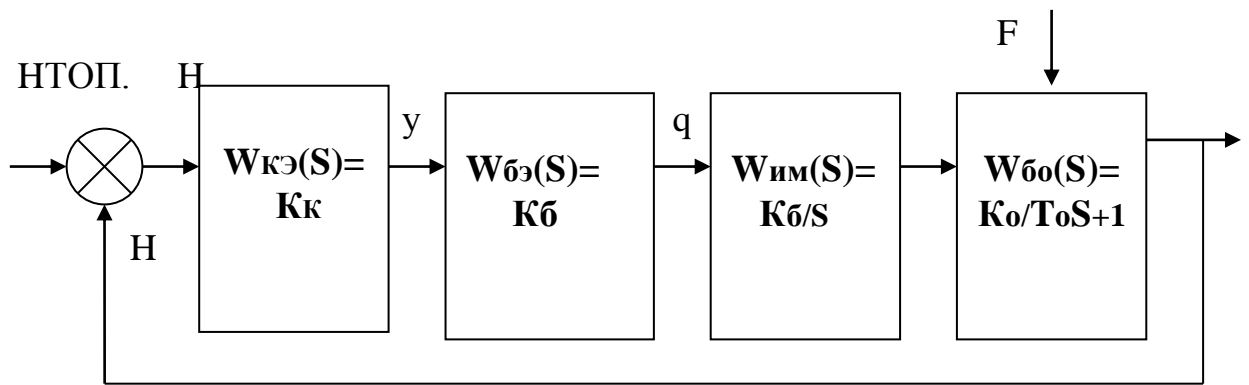 F
НТОП. Н
y
q
Wкэ(S)=
Кк
Wбэ(S)=
Кб
Wим(S)=
Кб/S
Wбо(S)=
Ко/ТоS+1
Н